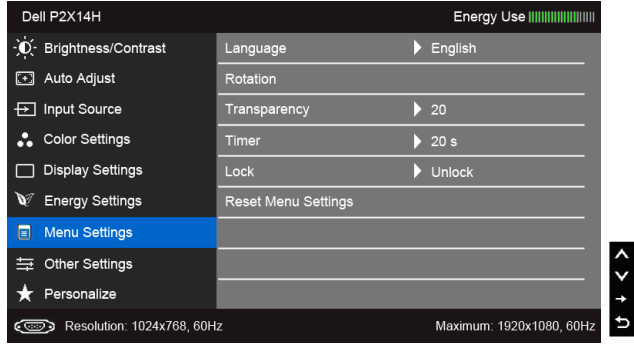 Dell P2X14H Energy Use
Brightness/Contrast
Auto Adjust
Input Source
Color Settings
Display Settings
Energy Settings
Menu Settings
Other Settings
Personalize
Language English
Rotation
Transparency 20
Timer 20 s
Lock Unlock
Reset Menu Settings
Resolution: 1024x768, 60Hz Maximum: 1920x1080, 60Hz